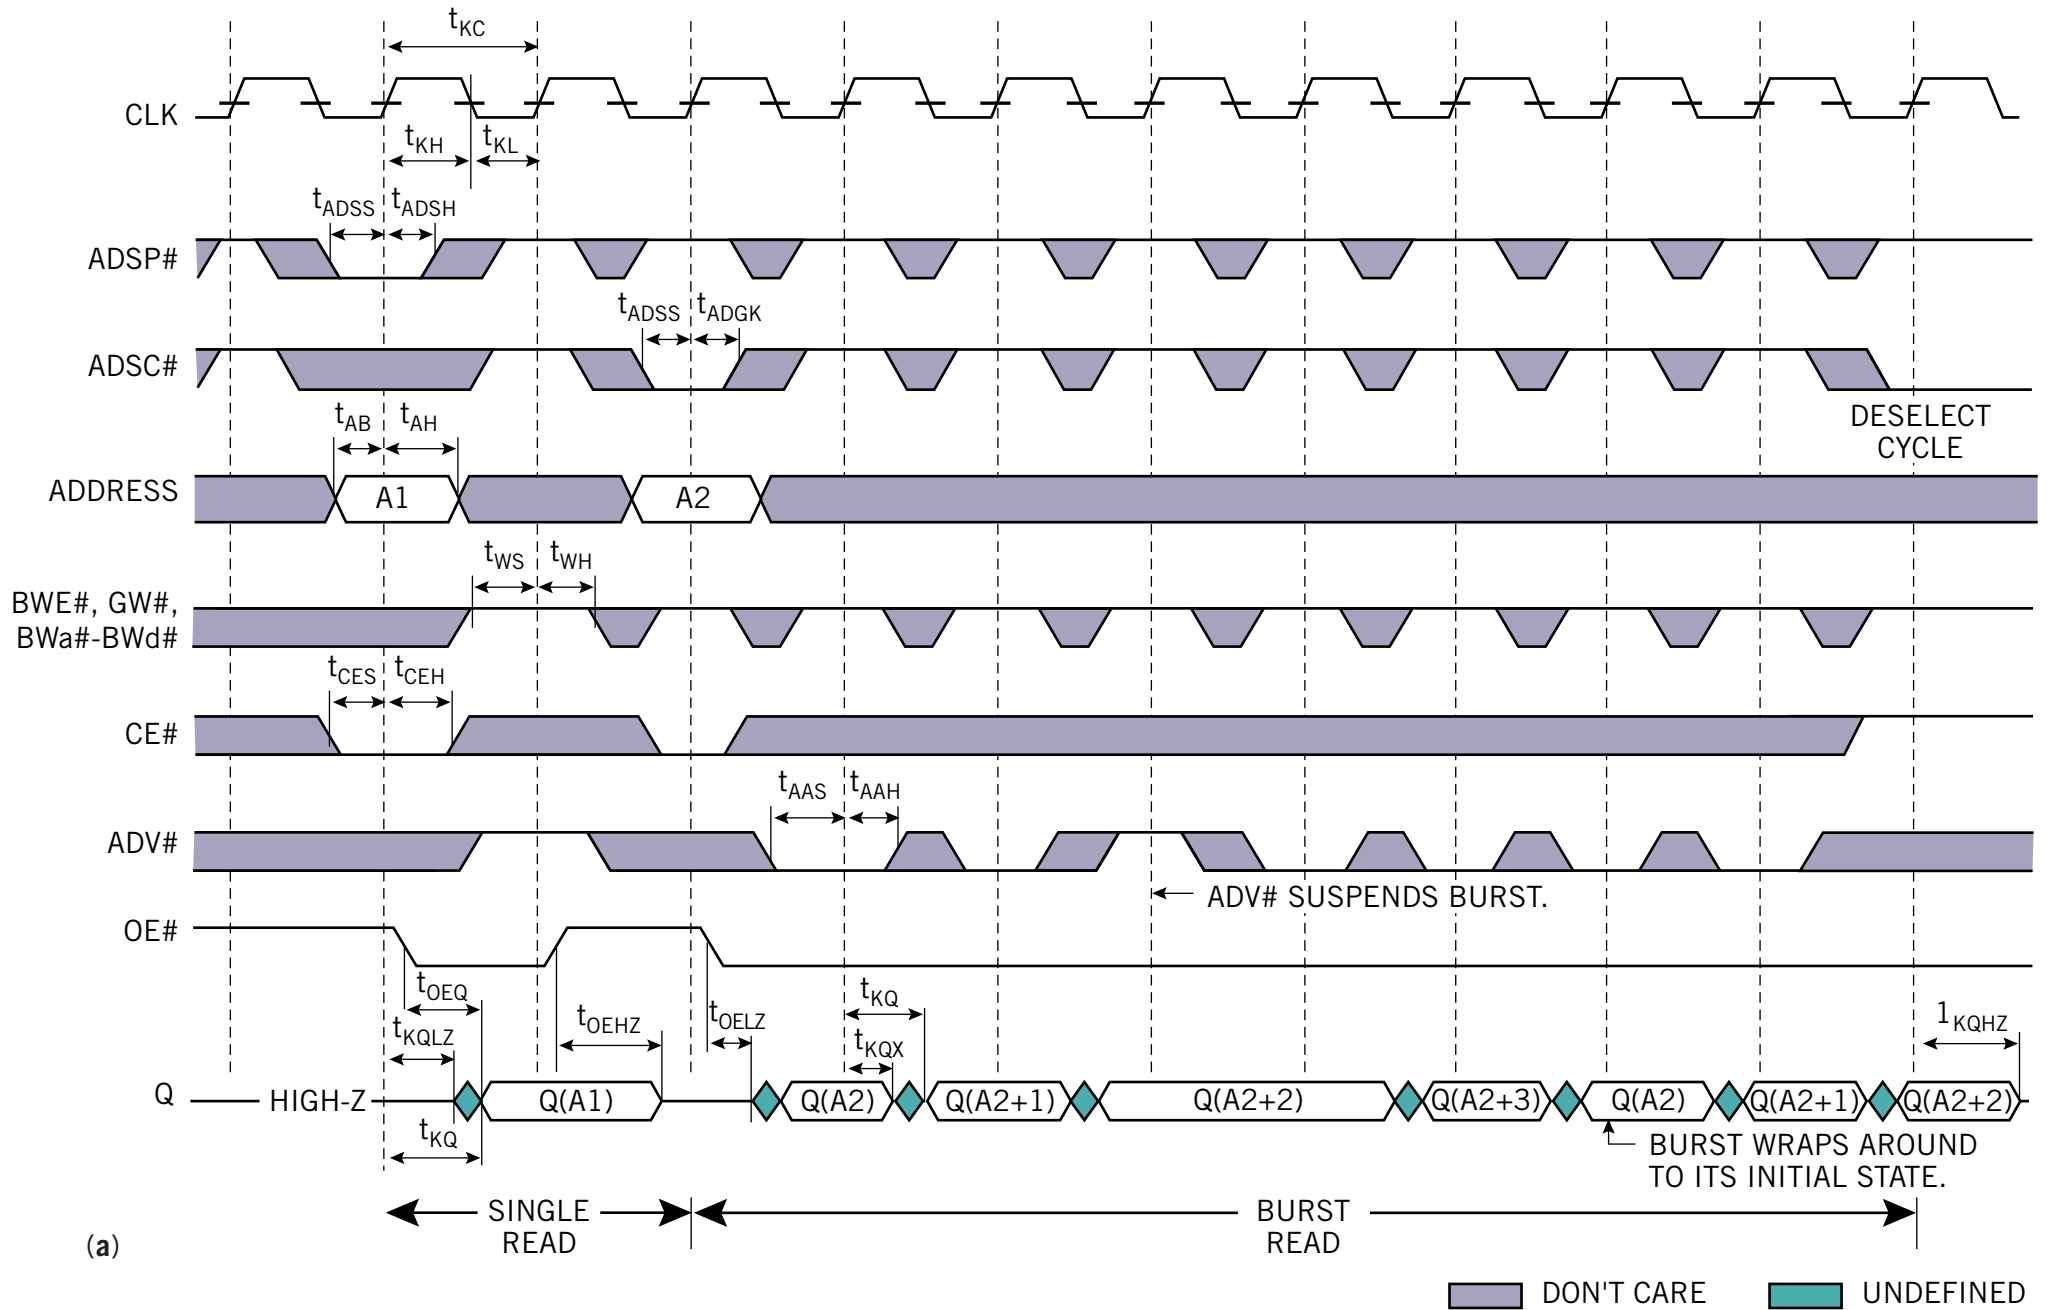 tKC
CLK
tKH tKL
tADSS tADSH
ADSP#
tADSS tADGK
ADSC#
DESELECT
CYCLE
tAB tAH
ADDRESS A1 A2
tWS tWH
BWE#, GW#,
BWa#-BWd#
tCES tCEH
CE#
tAAS tAAH
ADV#
ADV# SUSPENDS BURST.
OE#
tOEQ tKQ
tKQLZ tOEHZ tOELZ tKQX 1KQHZ
Q HIGH-Z Q(A1) Q(A2) Q(A2+1) Q(A2+2) Q(A2+3) Q(A2) Q(A2+1) Q(A2+2)
tKQ
BURST WRAPS AROUND
TO ITS INITIAL STATE.
SINGLE
READ
BURST
READ
(a)
DON'T CARE UNDEFINED